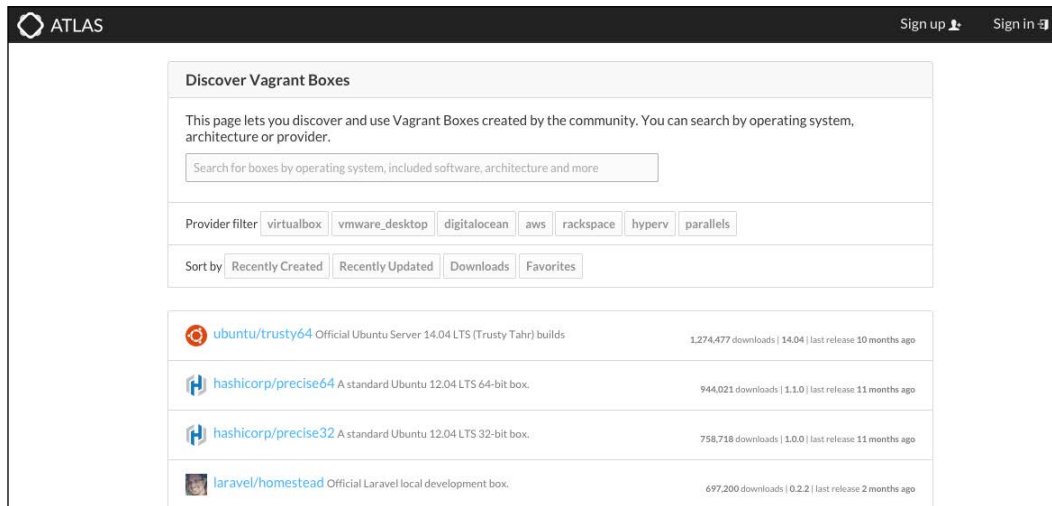 ATLAS Sign up Sign in
Discover Vagrant Boxes
This page lets you discover and use Vagrant Boxes created by the community. You can search by operating system,
architecture or provider.
Search for boxes by operating system, included software, architecture and more
Provider filter virtualbox vmware_desktop digitalocean aws rackspace hyperv parallels
Sort by Recently Created Recently Updated Downloads Favorites
ubuntu/trusty64 Official Ubuntu Server 14.04 LTS (Trusty Tahr) builds 1,274,477 downloads | 14.04 | last release 10 months ago
hashicorp/precise64 A standard Ubuntu 12.04 LTS 64-bit box. 944,021 downloads | 1.1.0 | last release 11 months ago
hashicorp/precise32 A standard Ubuntu 12.04 LTS 32-bit box. 758,718 downloads | 1.0.0 | last release 11 months ago
laravel/homestead Official Laravel local development box. 697,200 downloads | 0.2.2 | last release 2 months ago